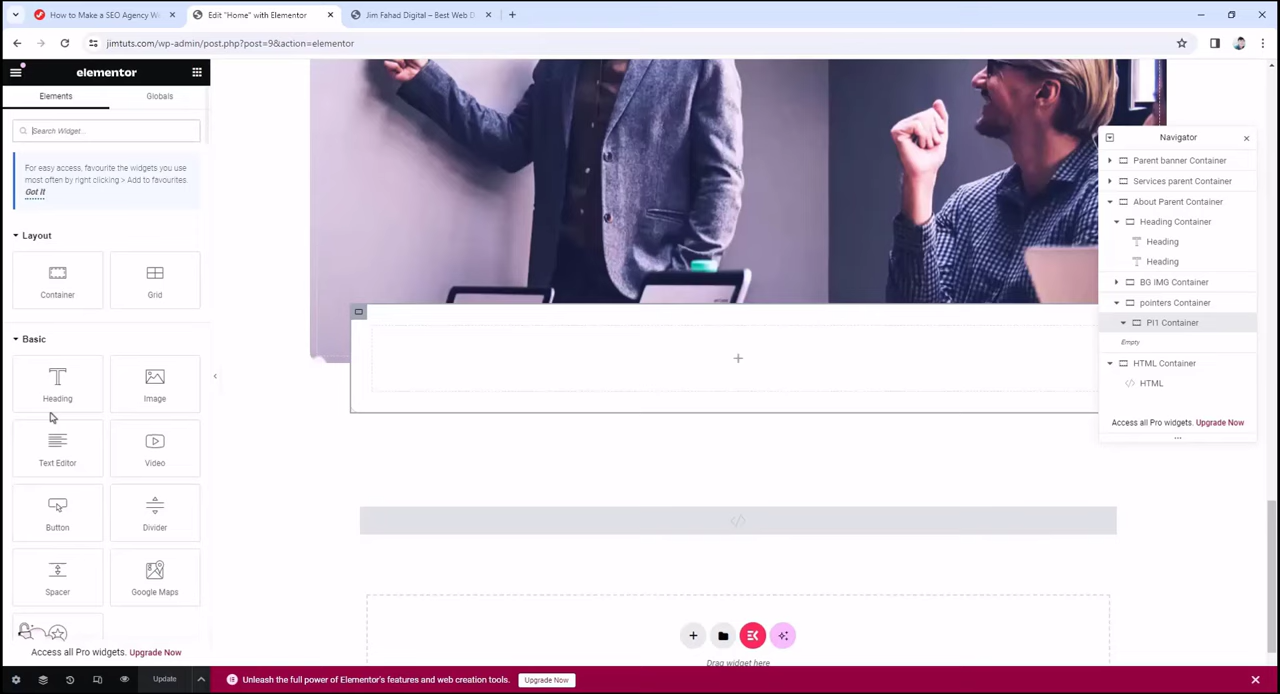 How to Make a SEO Agency W
Edit "Home" with Elementor
Jim Fahad Digital – Best Web D
jimtuts.com/wp-admin/post.php?post=9&action=elementor
elementor
Elements
Globals
Search Widget...
For easy access, favourite the widgets you use
most often by right clicking > Add to favourites.
Got It
Layout
Container
Grid
Basic
Heading
Image
Text Editor
Video
Button
Divider
Spacer
Google Maps
Access all Pro widgets. Upgrade Now
Update
Navigator
Parent banner Container
Services parent Container
About Parent Container
Heading Container
Heading
Heading
BG IMG Container
pointers Container
PI1 Container
Empty
HTML Container
HTML
Access all Pro widgets. Upgrade Now
Drag widget here
Unleash the full power of Elementor's features and web creation tools.
Upgrade Now